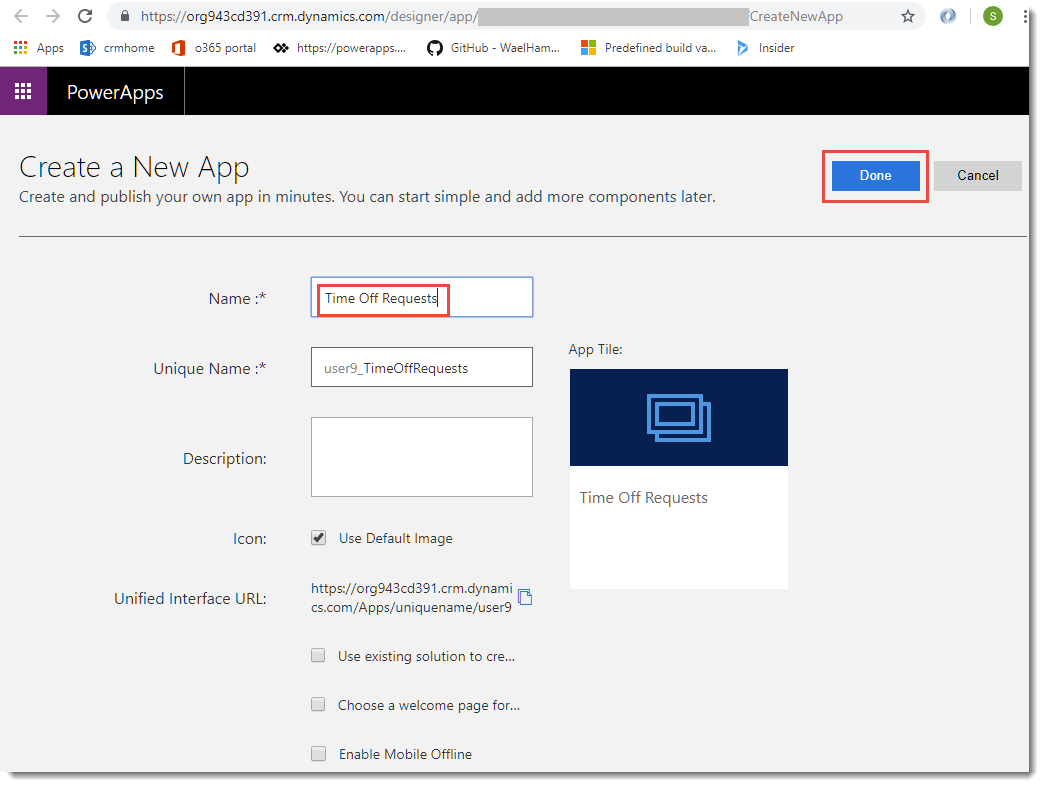 https://org943cd391.crm.dynamics.com/designer/app/ CreateNewApp
S
Apps crmhome o365 portal https://powerapps.... GitHub - WaelHam... Predefined build va... Insider
PowerApps
Create a New App
Create and publish your own app in minutes. You can start simple and add more components later.
Done Cancel
Name :* Time Off Requests
Unique Name :* user9_TimeOffRequests
App Tile:
Time Off Requests
Description:
Icon: Use Default Image
Unified Interface URL: https://org943cd391.crm.dynami
cs.com/Apps/uniquename/user9
Use existing solution to cre...
Choose a welcome page for...
Enable Mobile Offline